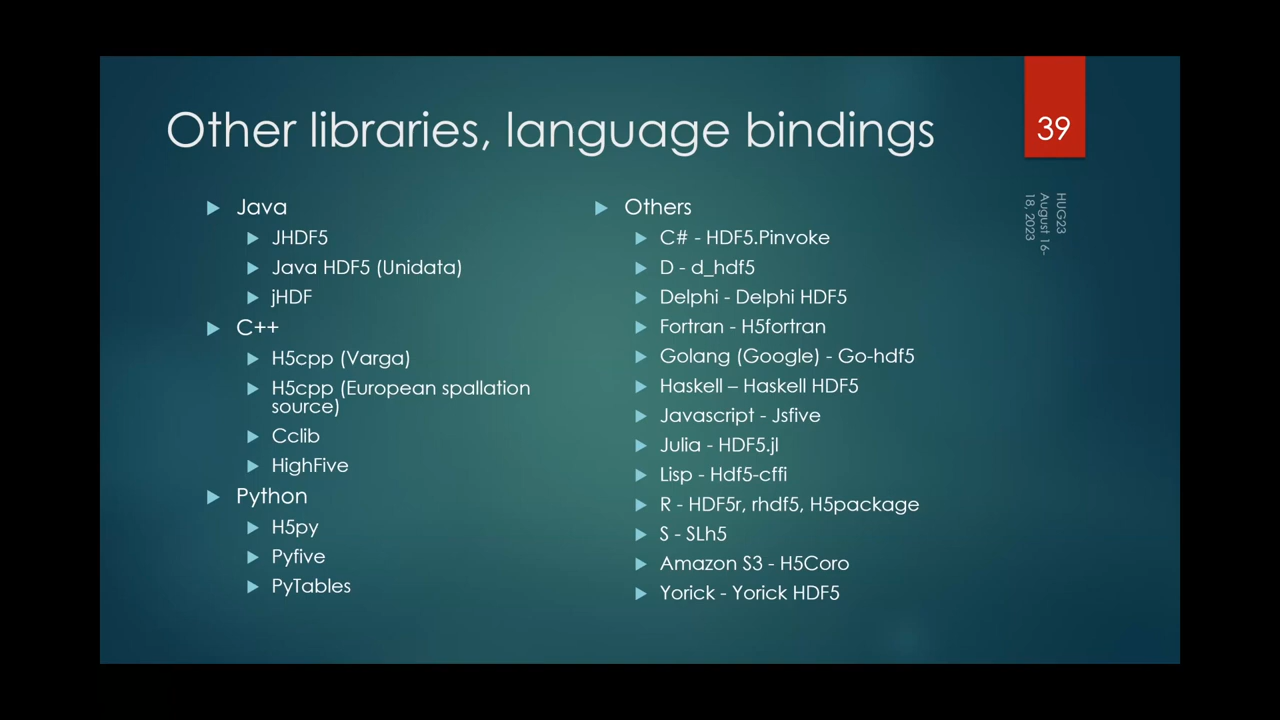 Other libraries, language bindings
39
HUG23
August 16-
18, 2023
Java
JHDF5
Java HDF5 (Unidata)
jHDF
C++
H5cpp (Varga)
H5cpp (European spallation
source)
Cclib
HighFive
Python
H5py
Pyfive
PyTables
Others
C# - HDF5.Pinvoke
D - d_hdf5
Delphi - Delphi HDF5
Fortran - H5fortran
Golang (Google) - Go-hdf5
Haskell – Haskell HDF5
Javascript - Jsfive
Julia - HDF5.jl
Lisp - Hdf5-cffi
R - HDF5r, rhdf5, H5package
S - SLh5
Amazon S3 - H5Coro
Yorick - Yorick HDF5